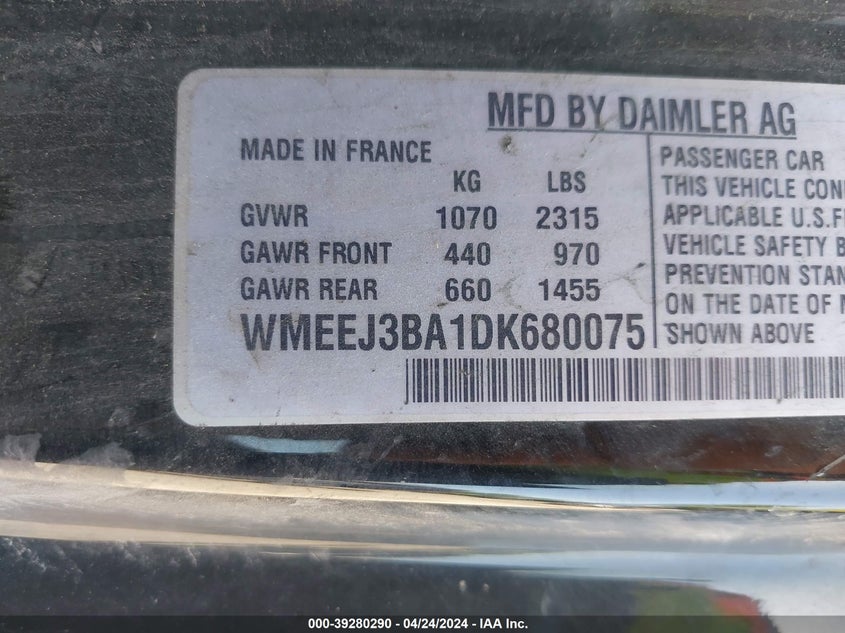 MFD BY DAIMLER AG
MADE IN FRANCE
KG LBS
GVWR 1070 2315
GAWR FRONT 440 970
GAWR REAR 660 1455
WMEEJ3BA1DK680075
PASSENGER CAR
THIS VEHICLE
APPLICABLE U.S.
VEHICLE SAFETY
PREVENTION
ON THE DATE OF
SHOWN ABOVE
000-39280290 - 04/24/2024 - IAA Inc.